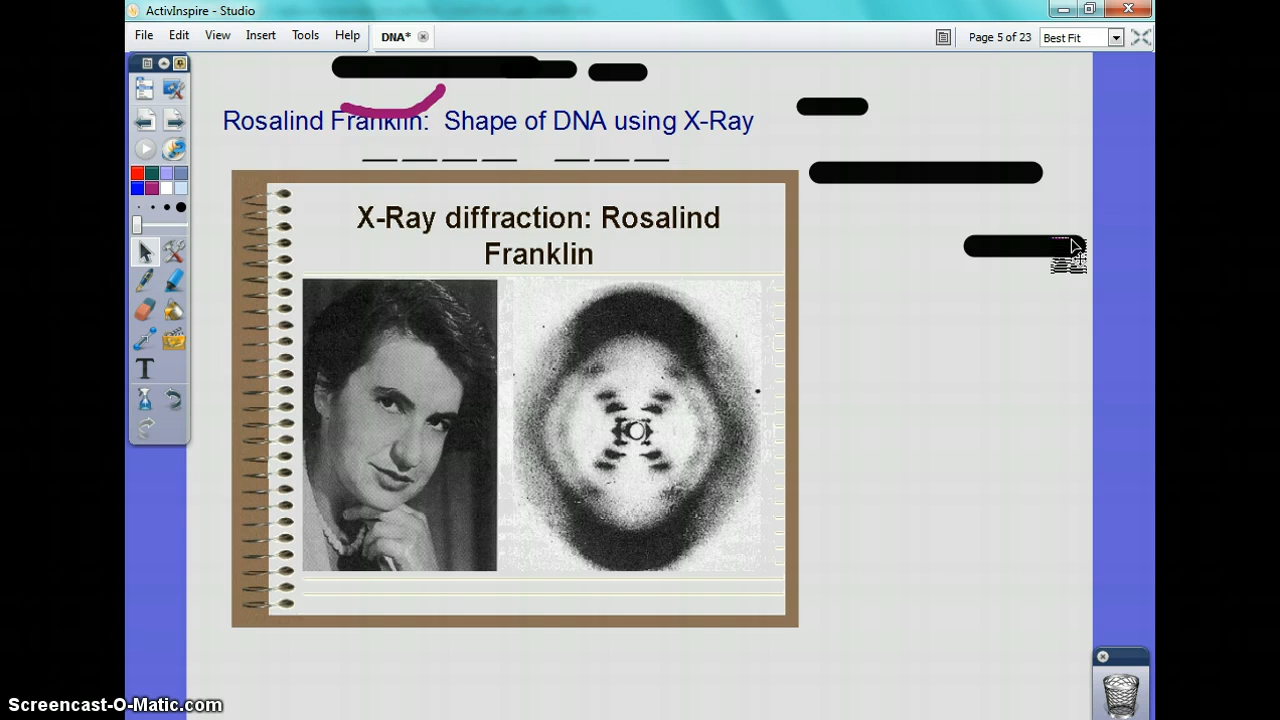 ActivInspire - Studio
File Edit View Insert Tools Help DNA* Page 5 of 23 Best Fit
Rosalind Franklin: Shape of DNA using X-Ray
X-Ray diffraction: Rosalind
Franklin
T
Screencast-O-Matic.com